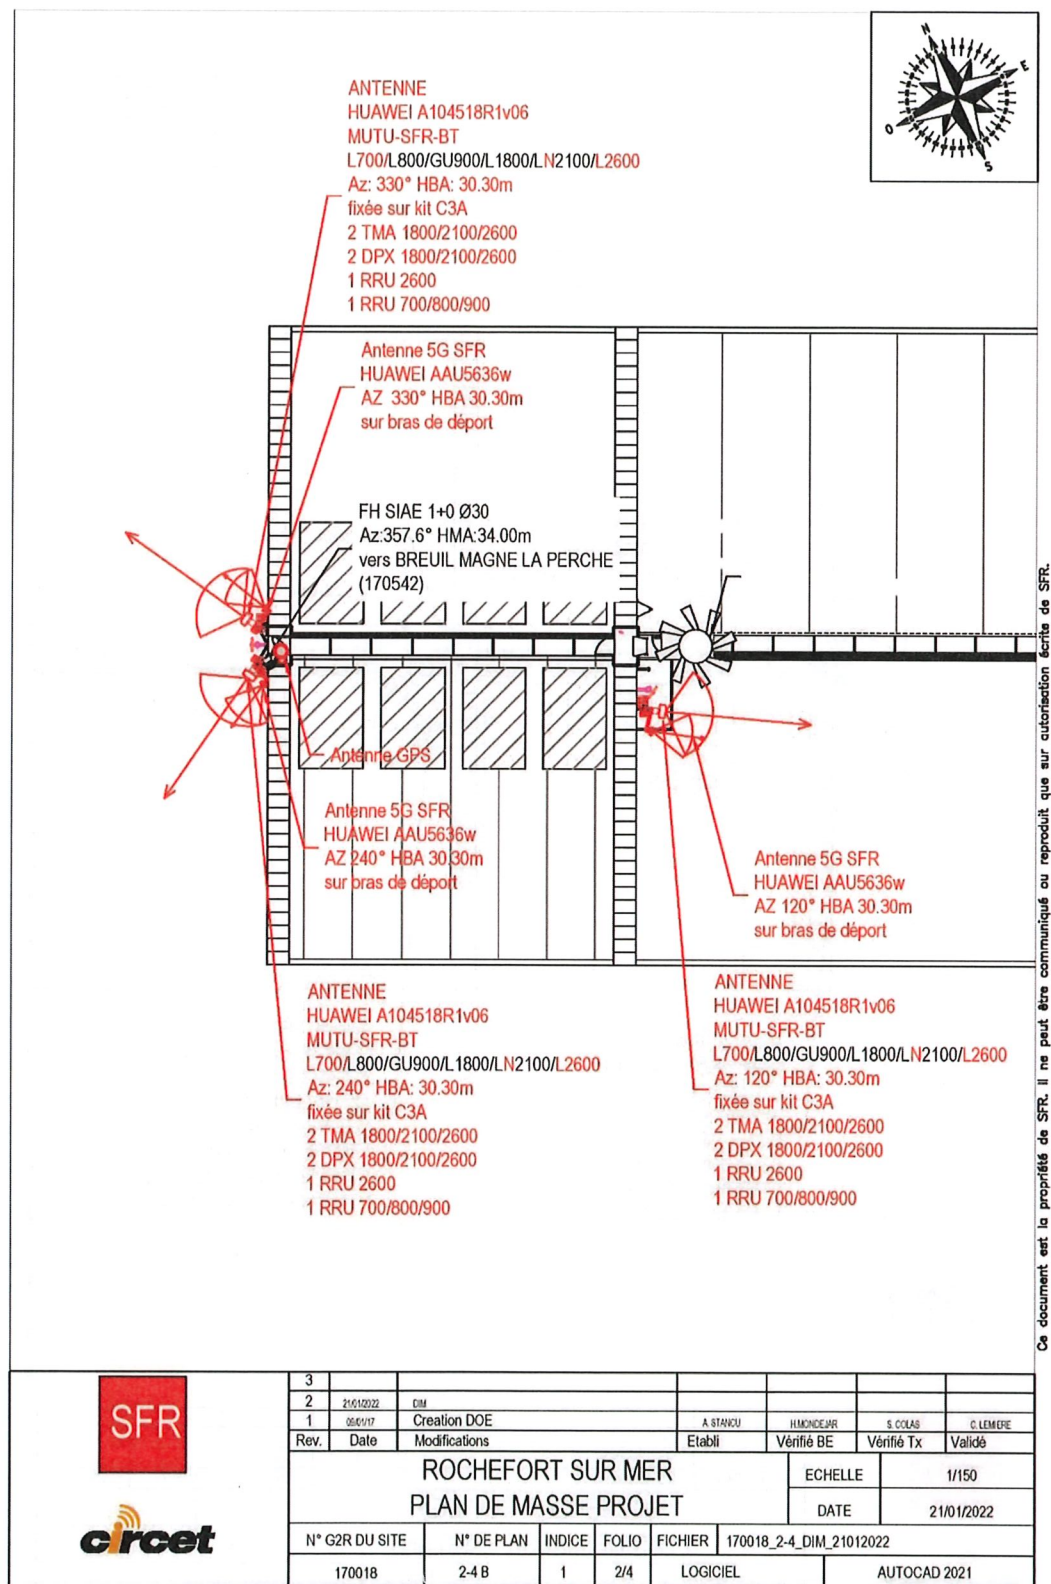 N
E
O
S
ANTENNE
HUAWEI A104518R1v06
MUTU-SFR-BT
L700/L800/GU900/L1800/LN2100/L2600
Az: 330° HBA: 30.30m
fixée sur kit C3A
2 TMA 1800/2100/2600
2 DPX 1800/2100/2600
1 RRU 2600
1 RRU 700/800/900
Antenne 5G SFR
HUAWEI AAU5636w
AZ 330° HBA 30.30m
sur bras de déport
FH SIAE 1+0 Ø30
Az:357.6° HMA:34.00m
vers BREUIL MAGNE LA PERCHE
(170542)
Antenne GPS
Antenne 5G SFR
HUAWEI AAU5636w
AZ 240° HBA 30.30m
sur bras de déport
Antenne 5G SFR
HUAWEI AAU5636w
AZ 120° HBA 30.30m
sur bras de déport
ANTENNE
HUAWEI A104518R1v06
MUTU-SFR-BT
L700/L800/GU900/L1800/LN2100/L2600
Az: 240° HBA: 30.30m
fixée sur kit C3A
2 TMA 1800/2100/2600
2 DPX 1800/2100/2600
1 RRU 2600
1 RRU 700/800/900
ANTENNE
HUAWEI A104518R1v06
MUTU-SFR-BT
L700/L800/GU900/L1800/LN2100/L2600
Az: 120° HBA: 30.30m
fixée sur kit C3A
2 TMA 1800/2100/2600
2 DPX 1800/2100/2600
1 RRU 2600
1 RRU 700/800/900
Ce document est la propriété de SFR. Il ne peut être communiqué ou reproduit que sur autorisation écrite de SFR.
SFR
circet
3
2 21/01/2022 DIM
1 09/01/17 Creation DOE A. STANCU H.MONDEJAR S. COLAS C. LEMIERE
Rev. Date Modifications Etabli Vérifié BE Vérifié Tx Validé
ROCHEFORT SUR MER
PLAN DE MASSE PROJET
ECHELLE 1/150
DATE 21/01/2022
N° G2R DU SITE N° DE PLAN INDICE FOLIO FICHIER 170018_2-4_DIM_21012022
170018 2-4 B 1 2/4 LOGICIEL AUTOCAD 2021